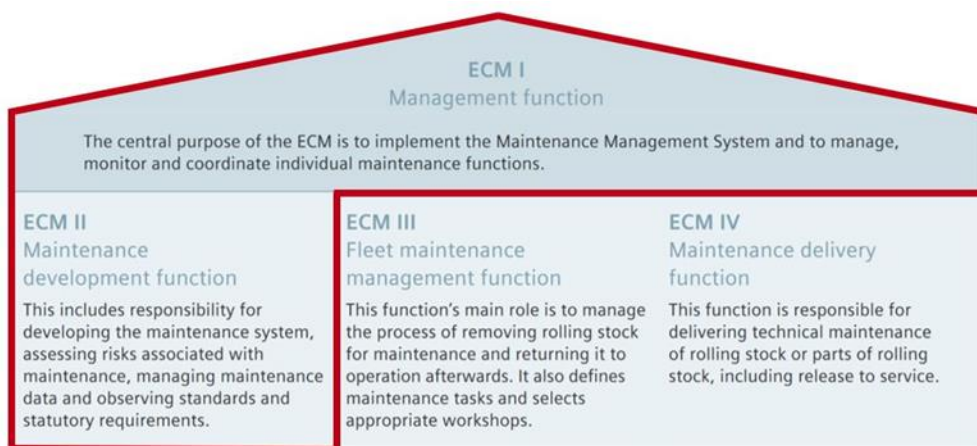 ECM I
Management function
The central purpose of the ECM is to implement the Maintenance Management System and to manage,
monitor and coordinate individual maintenance functions.
ECM II
Maintenance
development function
This includes responsibility for
developing the maintenance system,
assessing risks associated with
maintenance, managing maintenance
data and observing standards and
statutory requirements.
ECM III
Fleet maintenance
management function
This function's main role is to manage
the process of removing rolling stock
for maintenance and returning it to
operation afterwards. It also defines
maintenance tasks and selects
appropriate workshops.
ECM IV
Maintenance delivery
function
This function is responsible for
delivering technical maintenance
of rolling stock or parts of rolling
stock, including release to service.